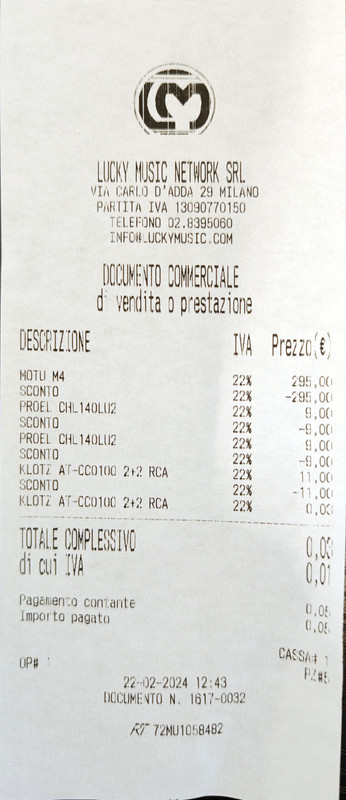 LUCKY MUSIC NETWORK SRL
VIA CARLO D'ADDA 29 MILANO
PARTITA IVA 13090770150
TELEFONO 02.8395060
INFO@LUCKYMUSIC.COM
DOCUMENTO COMMERCIALE
di vendita o prestazione
DESCRIZIONE IVA Prezzo(€)
MOTU M4 22% 295,00
SCONTO 22% -295,00
PROEL CHL140LU2 22% 9,00
SCONTO 22% -9,00
PROEL CHL140LU2 22% 9,00
SCONTO 22% -9,00
KLOTZ AT-CC0100 2+2 RCA 22% 11,00
SCONTO 22% -11,00
KLOTZ AT-CC0100 2+2 RCA 22% 0,03
TOTALE COMPLESSIVO 0,03
di cui IVA 0,01
Pagamento contante 0,05
Importo pagato 0,05
CASSA# 1
OP# 1 PZ#5
22-02-2024 12:43
DOCUMENTO N. 1617-0032
RT 72MU1058482